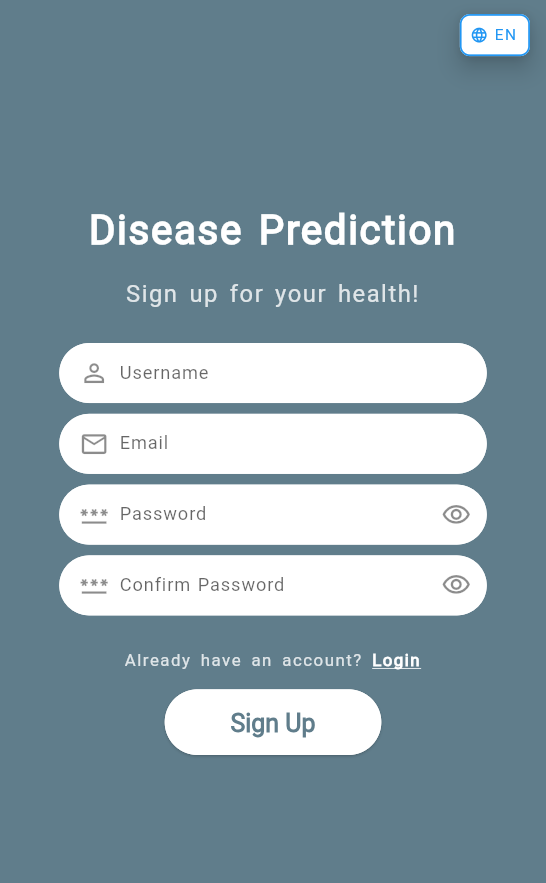 EN
Disease Prediction
Sign up for your health!
Username
Email
Password
Confirm Password
Already have an account? Login
Sign Up